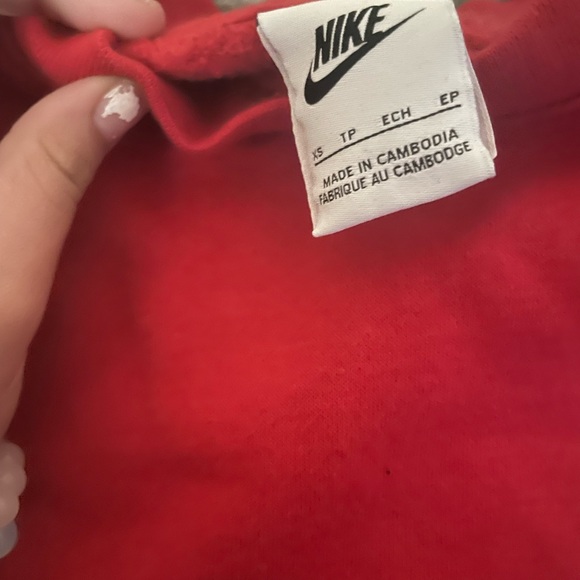 NIKE
XS TP ECH EP
MADE IN CAMBODIA
FABRIQUE AU CAMBODGE